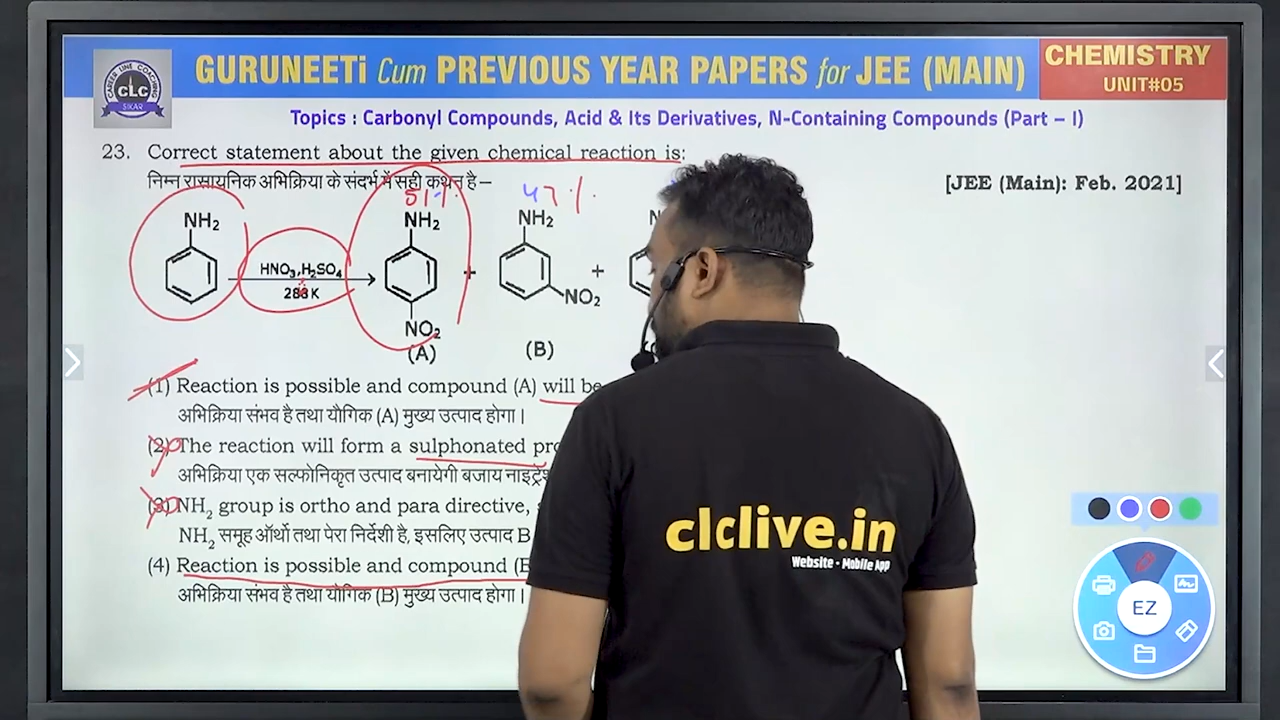 CAREER LINE COACHING
CLC
SIKAR
GURUNEETi Cum PREVIOUS YEAR PAPERS for JEE (MAIN)
CHEMISTRY
UNIT#05
Topics : Carbonyl Compounds, Acid & Its Derivatives, N-Containing Compounds (Part – I)
23. Correct statement about the given chemical reaction is:
निम्न रासायनिक अभिक्रिया के संदर्भ में सही कथन है –
[JEE (Main): Feb. 2021]
51% 47%
NH₂ NH₂ NH₂
HNO₃,H₂SO₄
288K
+ +
NO₂
NO₂
(A) (B)
(1) Reaction is possible and compound (A) will be
अभिक्रिया संभव है तथा यौगिक (A) मुख्य उत्पाद होगा।
(2) The reaction will form a sulphonated
अभिक्रिया एक सल्फोनिकृत उत्पाद बनायेगी बजाय
(3) NH₂ group is ortho and para directive,
NH₂ समूह ऑर्थो तथा पेरा निर्देशी है, इसलिए उत्पाद B
(4) Reaction is possible and compound
अभिक्रिया संभव है तथा यौगिक (B) मुख्य उत्पाद होगा।
clclive.in
Website - Mobile App
EZ